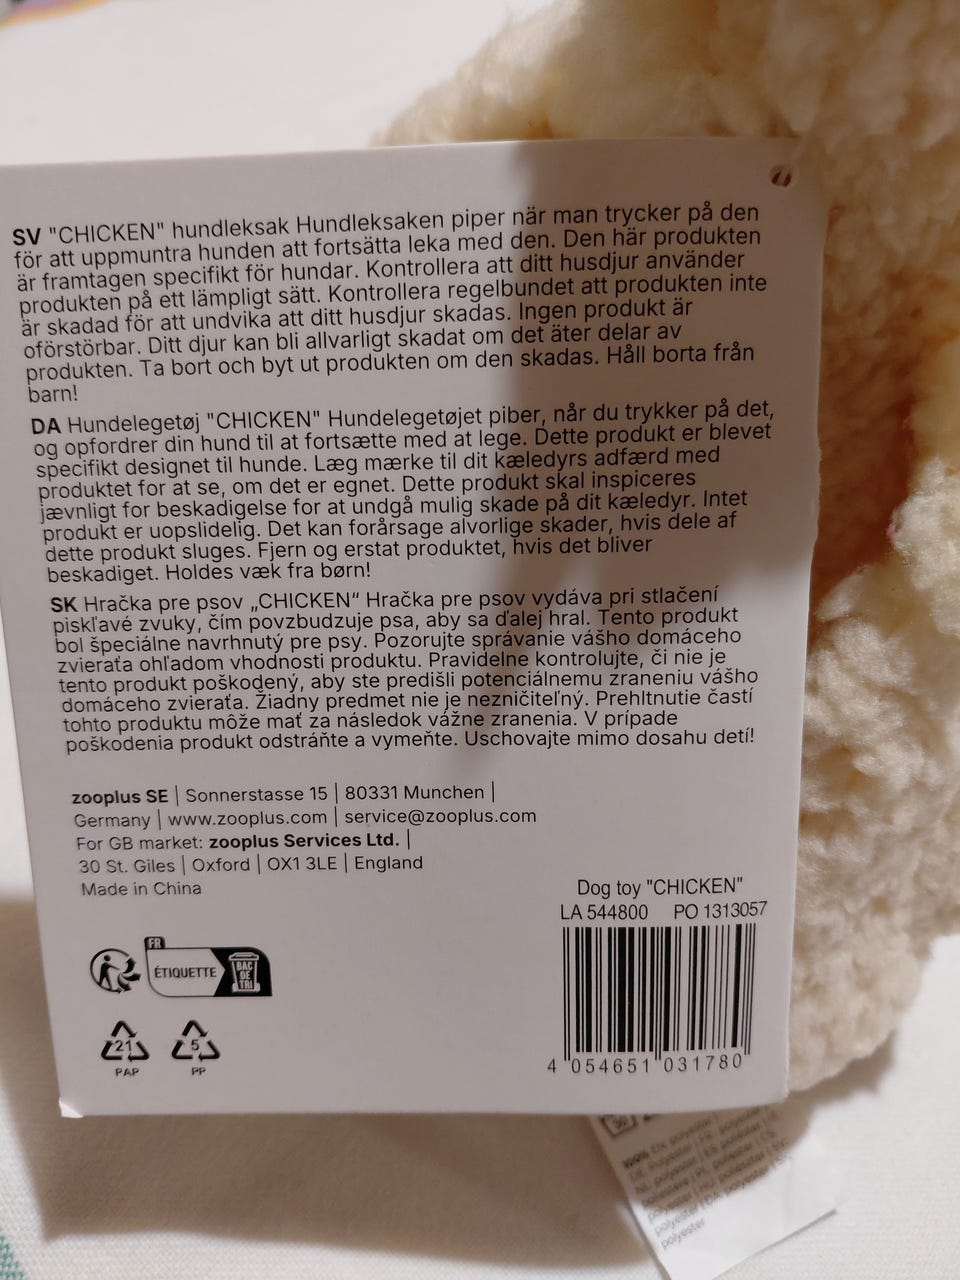 SV "CHICKEN" hundleksak Hundleksaken piper när man trycker på den
för att uppmuntra hunden att fortsätta leka med den. Den här produkten
är framtagen specifikt för hundar. Kontrollera att ditt husdjur använder
produkten på ett lämpligt sätt. Kontrollera regelbundet att produkten inte
är skadad för att undvika att ditt husdjur skadas. Ingen produkt är
oförstörbar. Ditt djur kan bli allvarligt skadat om det äter delar av
produkten. Ta bort och byt ut produkten om den skadas. Håll borta från
barn!
DA Hundelegetøj "CHICKEN" Hundelegetøjet piber, når du trykker på det,
og opfordrer din hund til at fortsætte med at lege. Dette produkt er blevet
specifikt designet til hunde. Læg mærke til dit kæledyrs adfærd med
produktet for at se, om det er egnet. Dette produkt skal inspiceres
jævnligt for beskadigelse for at undgå mulig skade på dit kæledyr. Intet
produkt er uopslidelig. Det kan forårsage alvorlige skader, hvis dele af
dette produkt sluges. Fjern og erstat produktet, hvis det bliver
beskadiget. Holdes væk fra børn!
SK Hračka pre psov „CHICKEN“ Hračka pre psov vydáva pri stlačení
piskľavé zvuky, čím povzbudzuje psa, aby sa ďalej hral. Tento produkt
bol špeciálne navrhnutý pre psy. Pozorujte správanie vášho domáceho
zvieraťa ohľadom vhodnosti produktu. Pravidelne kontrolujte, či nie je
tento produkt poškodený, aby ste predišli potenciálnemu zraneniu vášho
domáceho zvieraťa. Žiadny predmet nie je nezničiteľný. Prehltnutie častí
tohto produktu môže mať za následok vážne zranenia. V prípade
poškodenia produkt odstráňte a vymeňte. Uschovajte mimo dosahu detí!
zooplus SE | Sonnerstasse 15 | 80331 Munchen |
Germany | www.zooplus.com | service@zooplus.com
For GB market: zooplus Services Ltd. |
30 St. Giles | Oxford | OX1 3LE | England
Made in China
FR
ÉTIQUETTE
BAC
DE
TRI
21
PAP
5
PP
Dog toy "CHICKEN"
LA 544800 PO 1313057
4 054651 031780
30
100% EN: polyester
polyester
polyester